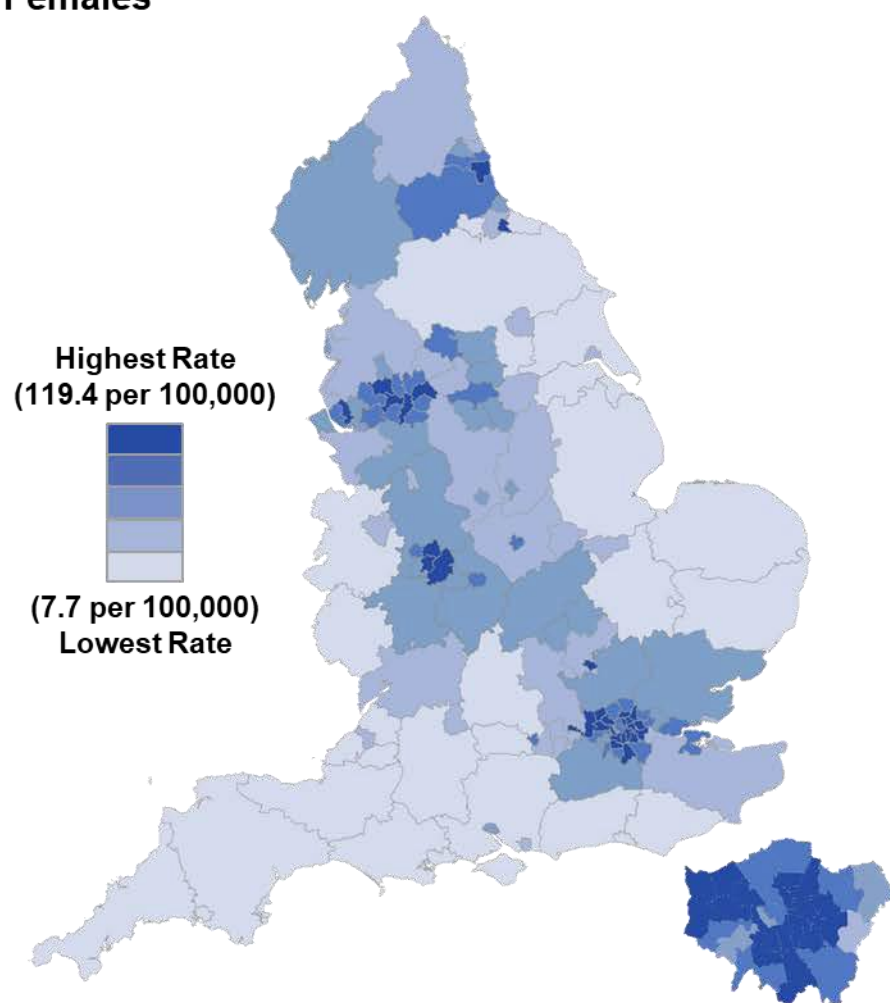 Females
Highest Rate
(119.4 per 100,000)
(7.7 per 100,000)
Lowest Rate